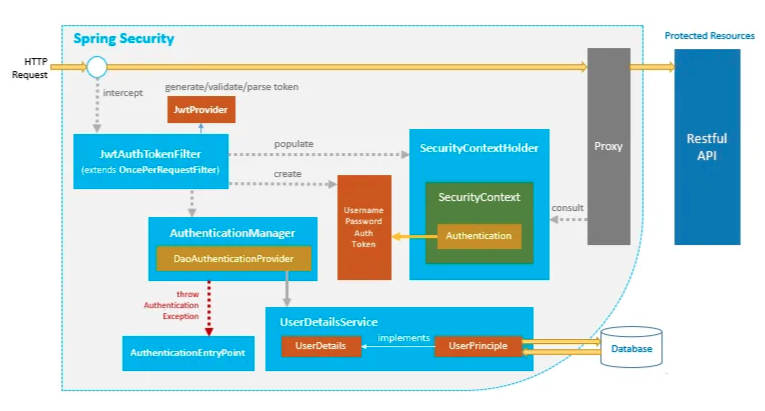 Spring Security
Protected Resources
HTTP
Request
intercept
generate/validate/parse token
JwtProvider
JwtAuthTokenFilter
(extends OncePerRequestFilter)
populate
create
SecurityContextHolder
SecurityContext
Authentication
Username
Password
Auth
Token
consult
Proxy
Restful
API
AuthenticationManager
DaoAuthenticationProvider
throw
Authentication
Exception
AuthenticationEntryPoint
UserDetailsService
UserDetails
implements
UserPrinciple
Database